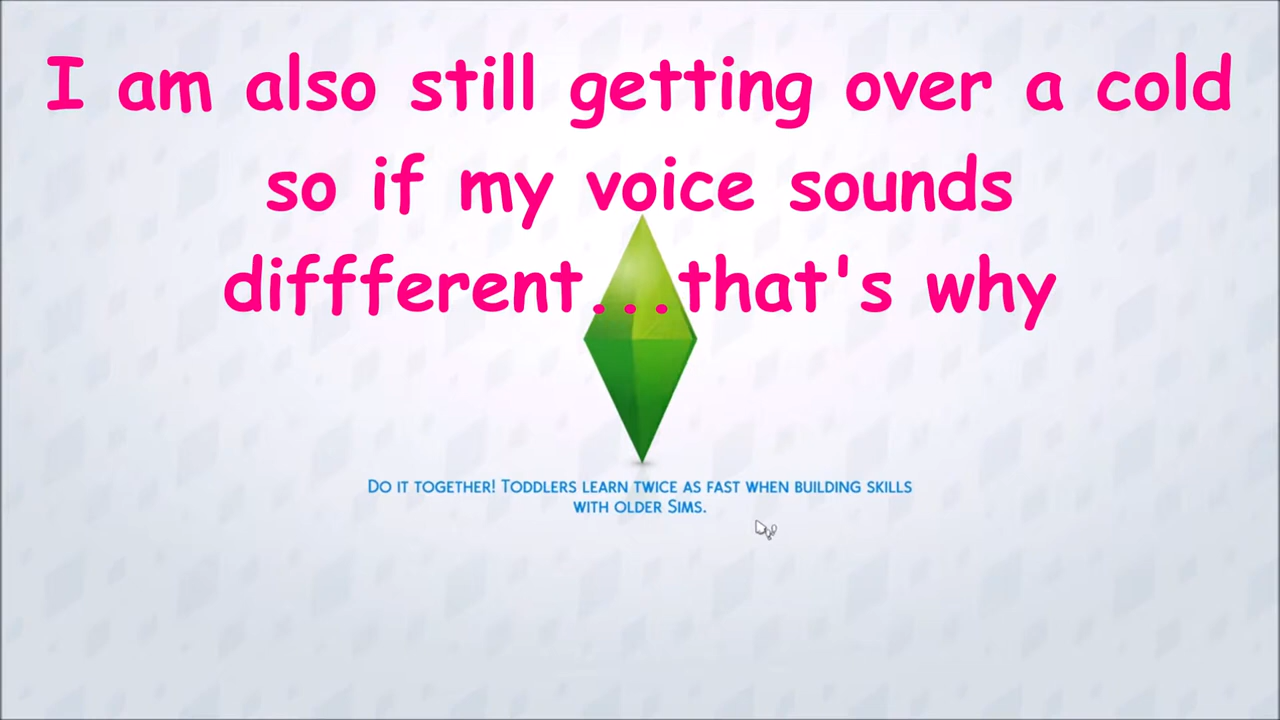 I am also still getting over a cold
so if my voice sounds
diffferent...that's why
Do it together! Toddlers learn twice as fast when building skills
with older Sims.